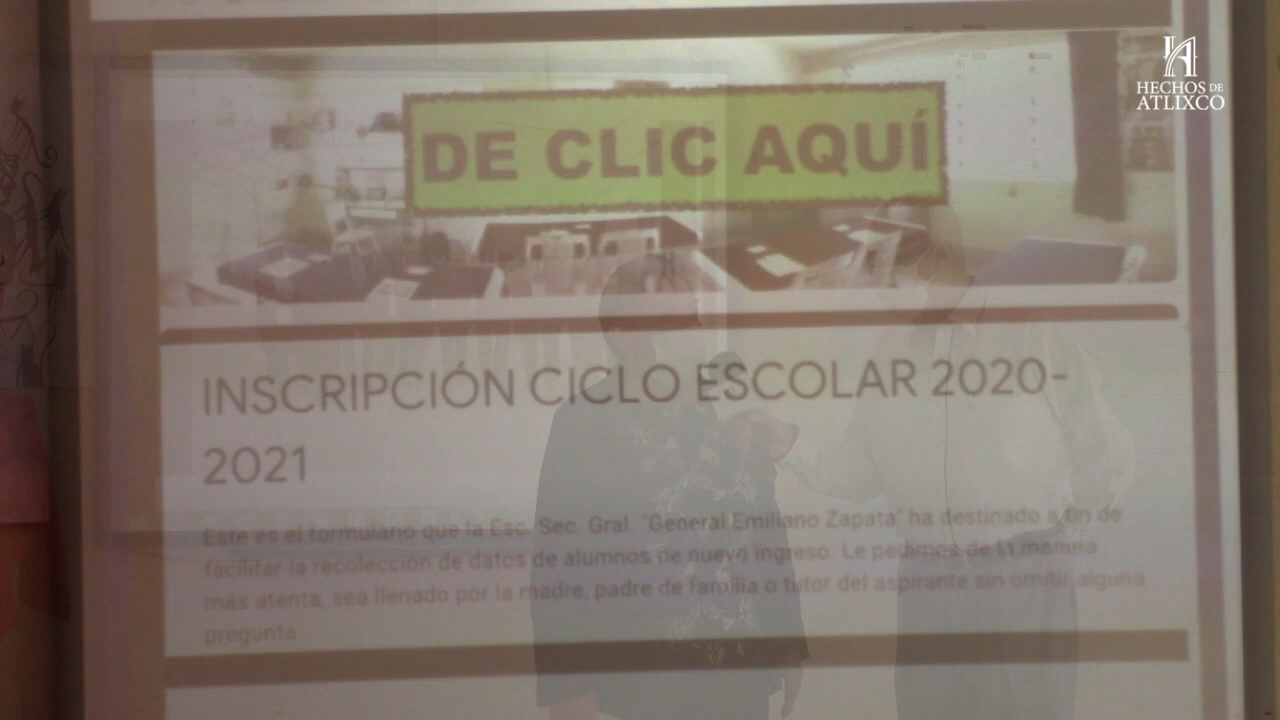 HECHOS DE
ATLIXCO
DE CLIC AQUÍ
INSCRIPCIÓN CICLO ESCOLAR 2020-
2021
Este es el formulario que la Esc. Sec. Gral. "General Emiliano Zapata" ha destinado a fin de
facilitar la recolección de datos de alumnos de nuevo ingreso. Le pedimos de la manera
más atenta, sea llenado por la madre, padre de familia o tutor del aspirante sin omitir alguna
pregunta